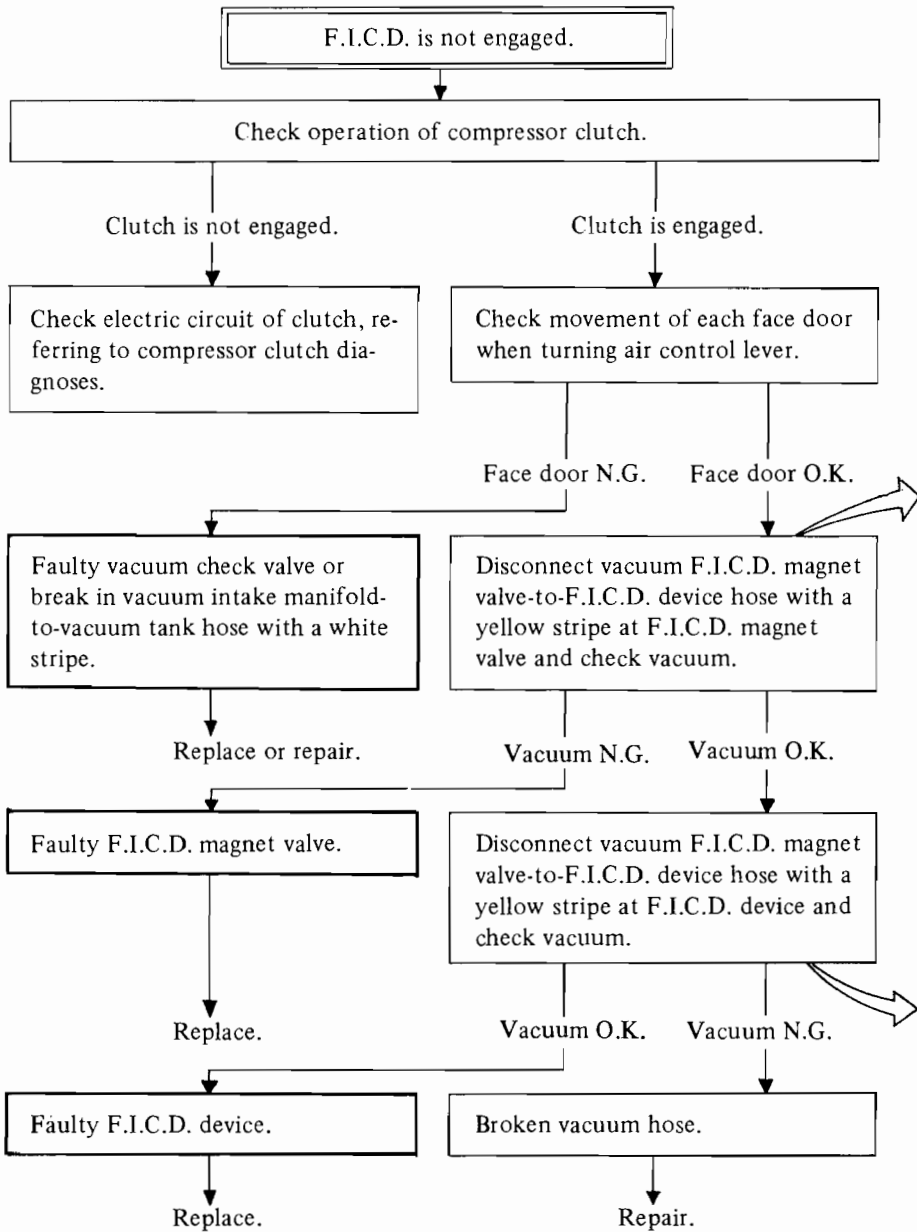 F.I.C.D. is not engaged.
Check operation of compressor clutch.
Clutch is not engaged.
Clutch is engaged.
Check electric circuit of clutch, re-
ferring to compressor clutch dia-
gnoses.
Check movement of each face door
when turning air control lever.
Face door N.G.
Face door O.K.
Faulty vacuum check valve or
break in vacuum intake manifold-
to-vacuum tank hose with a white
stripe.
Disconnect vacuum F.I.C.D. magnet
valve-to-F.I.C.D. device hose with a
yellow stripe at F.I.C.D. magnet
valve and check vacuum.
Replace or repair.
Vacuum N.G.
Vacuum O.K.
Faulty F.I.C.D. magnet valve.
Disconnect vacuum F.I.C.D. magnet
valve-to-F.I.C.D. device hose with a
yellow stripe at F.I.C.D. device and
check vacuum.
Replace.
Vacuum O.K.
Vacuum N.G.
Faulty F.I.C.D. device.
Broken vacuum hose.
Replace.
Repair.